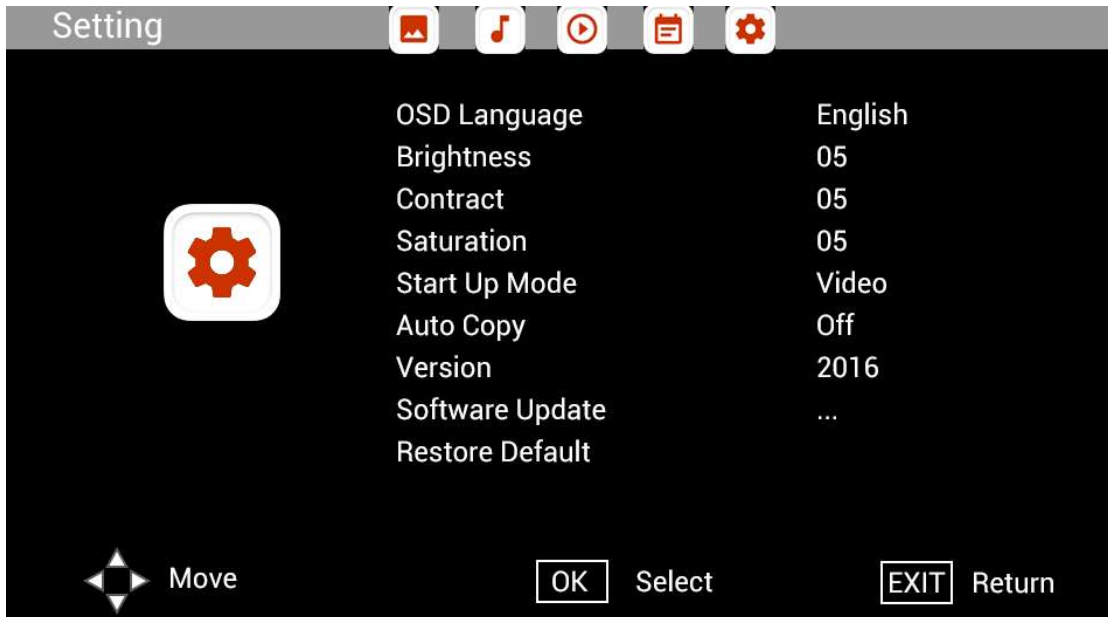 Setting
OSD Language English
Brightness 05
Contract 05
Saturation 05
Start Up Mode Video
Auto Copy Off
Version 2016
Software Update ...
Restore Default
Move OK Select EXIT Return